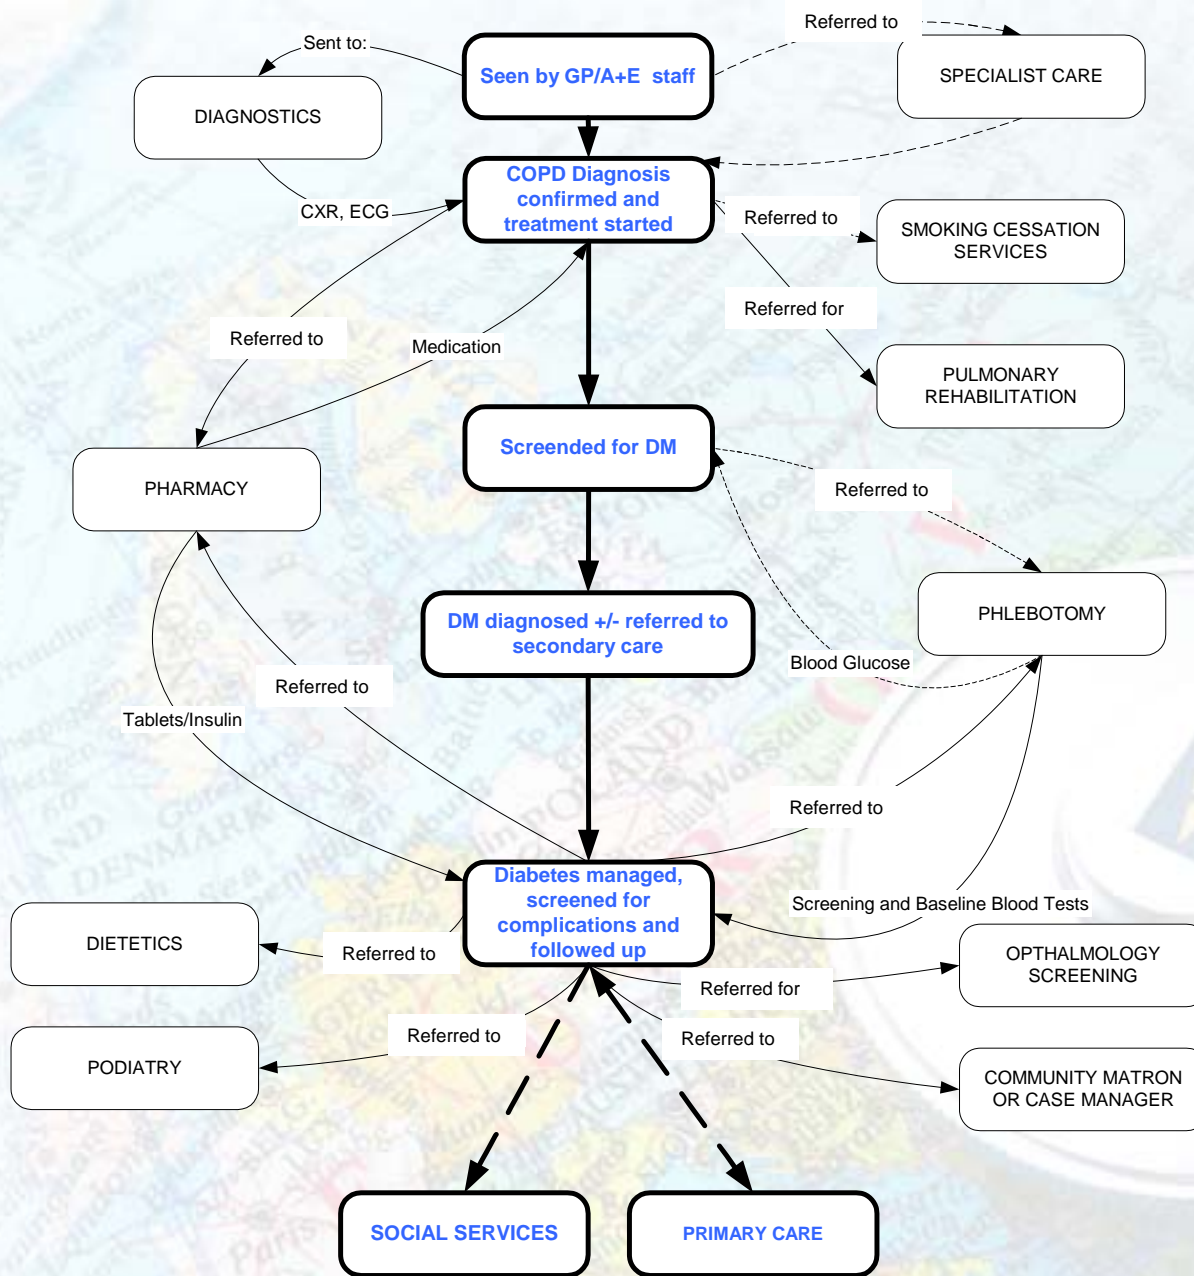 Sent to:
Referred to
Seen by GP/A+E  staff
SPECIALIST CARE
DIAGNOSTICS
COPD Diagnosis
confirmed and
treatment started
CXR, ECG
Referred to
SMOKING CESSATION
SERVICES
Referred for
Referred to
Medication
PULMONARY
REHABILITATION
Scrended for DM
PHARMACY
Referred to
PHLEBOTOMY
DM diagnosed +/- referred to
secondary care
Blood Glucose
Referred to
Tablets/Insulin
Referred to
Diabetes managed,
screened for
complications and
followed up
Screening and Baseline Blood Tests
DIETETICS
Referred to
OPTHALMOLOGY
SCREENING
Referred for
Referred to
Referred to
PODIATRY
COMMUNITY MATRON
OR CASE MANAGER
SOCIAL SERVICES
PRIMARY CARE
POLAND
DENMARK